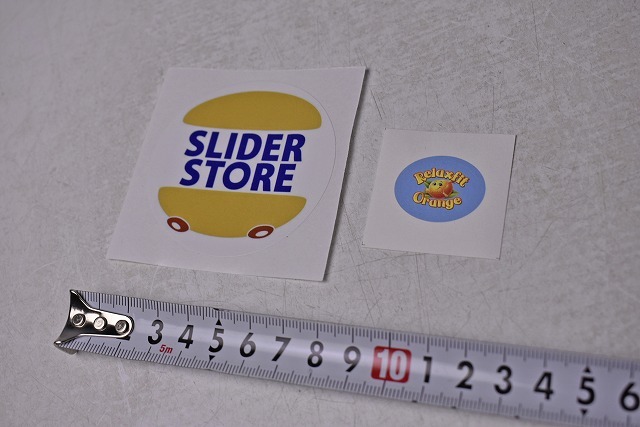 SLIDER
STORE
Relaxfit
Orange
3 4 5 6 7 8 9 10 1 2 3 4 5 6
5m